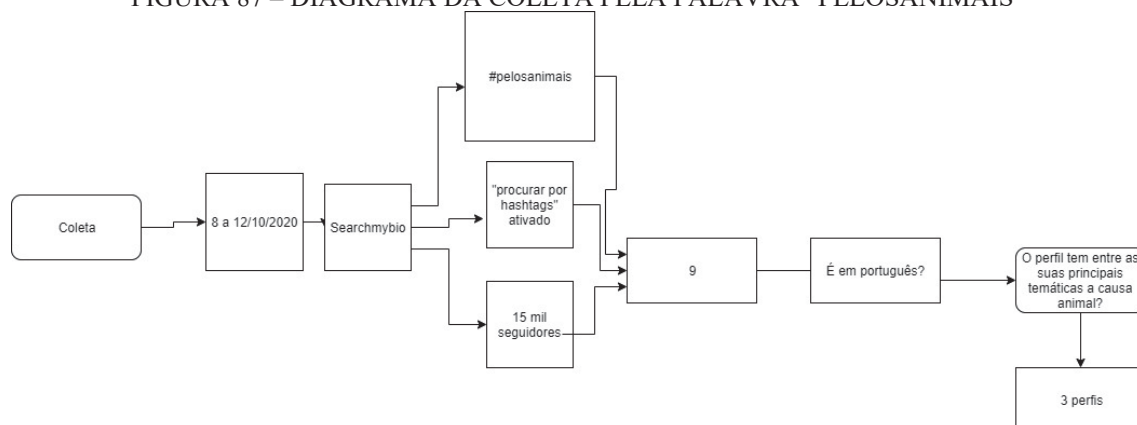 FIGURA 87 – DIAGRAMA DA COLETA PELA PALAVRA “PELOSANIMAIS”
#pelosanimais
"procurar por
hashtags"
ativado
Coleta
8 a 12/10/2020
Searchmybio
15 mil
seguidores
9
É em português?
O perfil tem entre as
suas principais
temáticas a causa
animal?
3 perfis